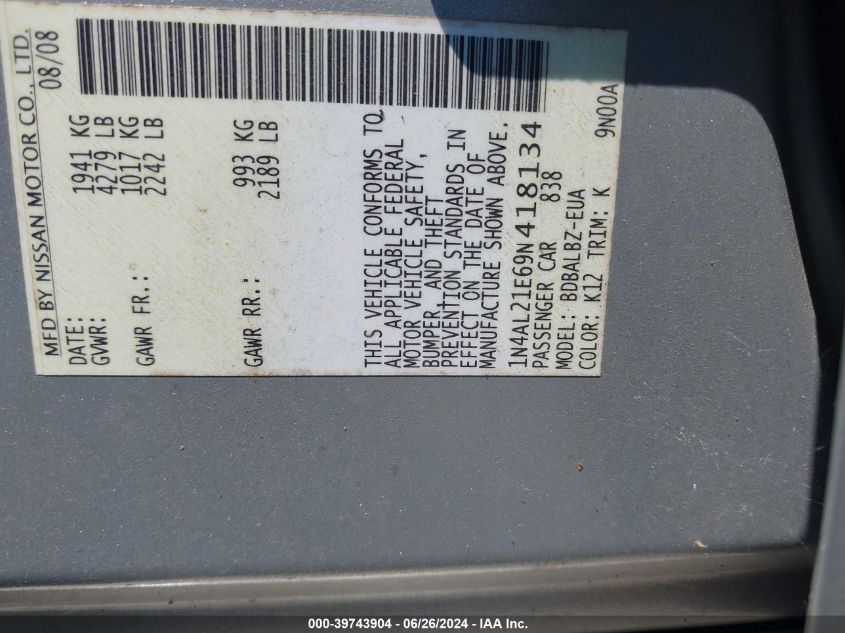 MFD BY NISSAN MOTOR CO., LTD.
DATE: 08/08
GVWR: 1941 KG
4279 LB
GAWR FR.: 1017 KG
2242 LB
GAWR RR.: 993 KG
2189 LB
THIS VEHICLE CONFORMS TO
ALL APPLICABLE FEDERAL
MOTOR VEHICLE SAFETY,
BUMPER, AND THEFT
PREVENTION STANDARDS IN
EFFECT ON THE DATE OF
MANUFACTURE SHOWN ABOVE.
1N4AL21E69N418134
PASSENGER CAR 838
MODEL: BDBALBZ-EUA
COLOR: K12 TRIM: K 9N00A
000-39743904 - 06/26/2024 - IAA Inc.